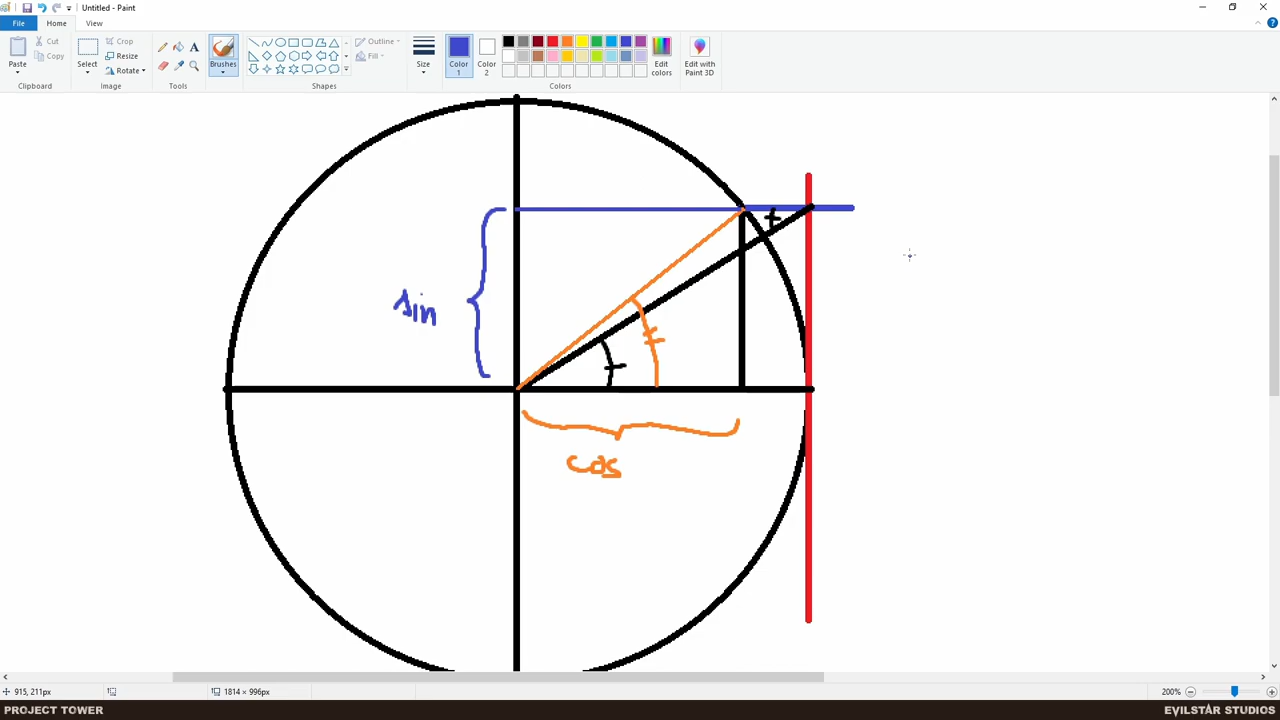 Untitled - Paint
File Home View
Paste
Cut
Copy
Clipboard
Select
Crop
Resize
Rotate
Image
A
Tools
Brushes
Outline
Fill
Shapes
Size
Color
1
Color
2
Edit
colors
Colors
Edit with
Paint 3D
sin
cos
915, 211px
1814 × 996px
200%
PROJECT TOWER
EVILSTAR STUDIOS